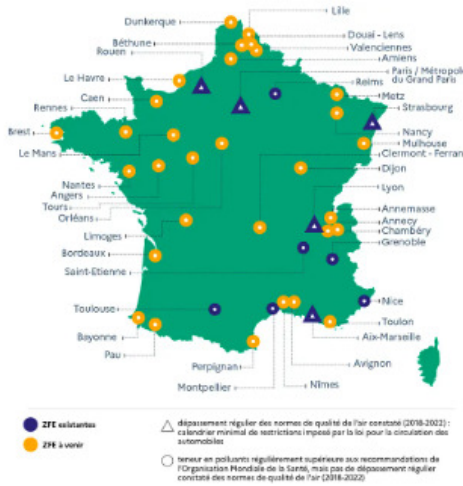 Lille
Dunkerque
Douai - Lens
Béthune
Valenciennes
Rouen
Amiens
Paris / Métropole
du Grand Paris
Le Havre
Reims
Caen
Metz
Rennes
Strasbourg
Brest
Nancy
Le Mans
Mulhouse
Clermont - Ferran
Nantes
Dijon
Angers
Lyon
Tours
Orléans
Annemasse
Limoges
Annecy
Chambéry
Bordeaux
Grenoble
Saint-Etienne
Toulouse
Nice
Bayonne
Toulon
Pau
Aix-Marseille
Perpignan
Avignon
Montpellier
Nîmes
ZFE existantes
ZFE à venir
dépassement régulier des normes de qualité de l'air constaté (2018-2022) :
calendrier minimal de restrictions imposé par la loi pour la circulation des
automobiles
teneur en polluants régulièrement supérieure aux recommandations de
l'Organisation Mondiale de la Santé, mais pas de dépassement régulier
constaté des normes de qualité de l'air (2018-2022)